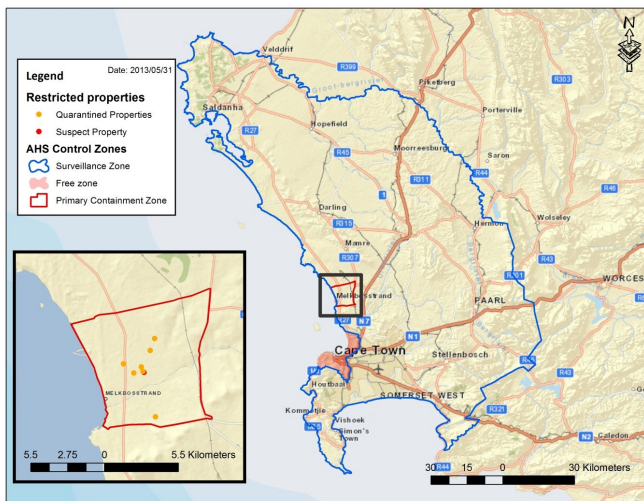 Legend
Date: 2013/05/31
Restricted properties
Quarantined Properties
Suspect Property
AHS Control Zones
Surveillance Zone
Free zone
Primary Containment Zone
N
Velddrif
R399
Groot-bergrivier
Piketberg
R303
Porterville
Saldanha
R27
Hopefield
R45
Moorreesburg
Saron
R311
R44
R46
Darling
1
R315
Hermon
Wolseley
Mamre
R307
R43
R301
WORCES
Melkbosstrand
PAARL
R27
N7
N1
Cape Town
Stellenbosch
R43
Houtbaai
SOMERSET WEST
R321
Kommetjie
Vishoek
Simon's
Town
N2
Caledon
R44
MELKBOSSTRAND
5.5 2.75 0 5.5 Kilometers
30 15 0 30 Kilometers